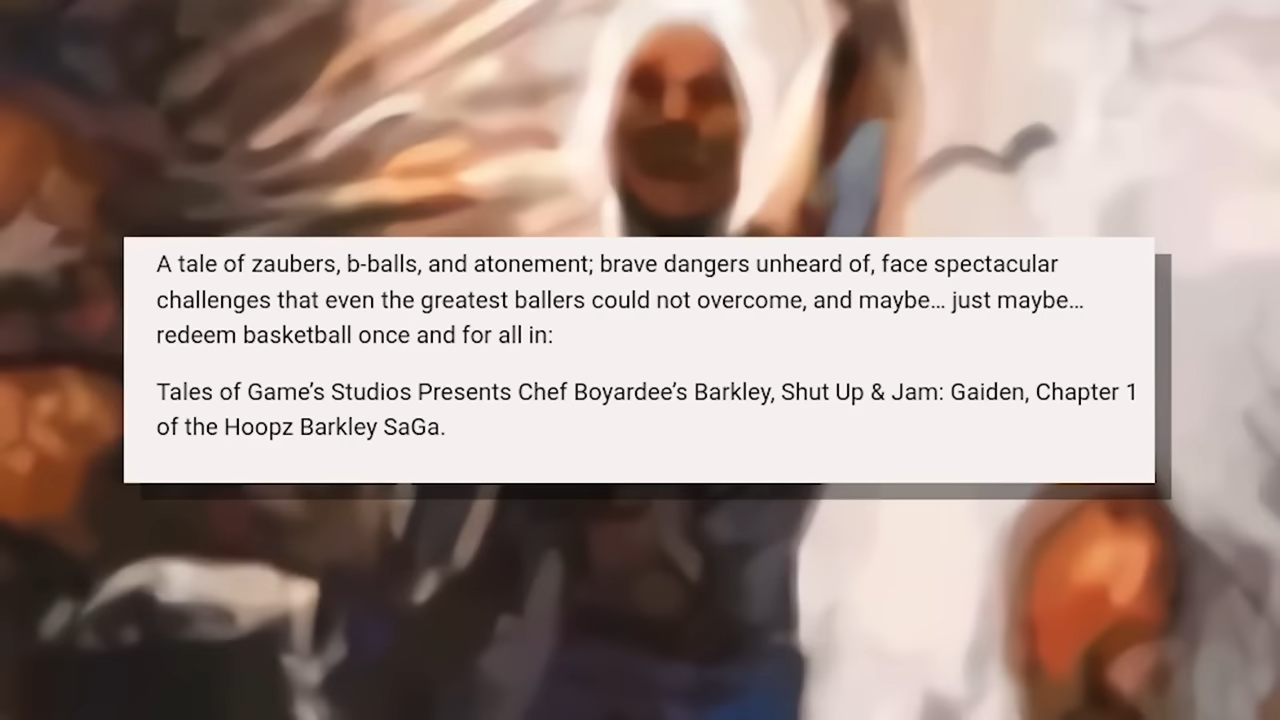 A tale of zaubers, b-balls, and atonement; brave dangers unheard of, face spectacular
challenges that even the greatest ballers could not overcome, and maybe… just maybe…
redeem basketball once and for all in:
Tales of Game’s Studios Presents Chef Boyardee’s Barkley, Shut Up & Jam: Gaiden, Chapter 1
of the Hoopz Barkley SaGa.